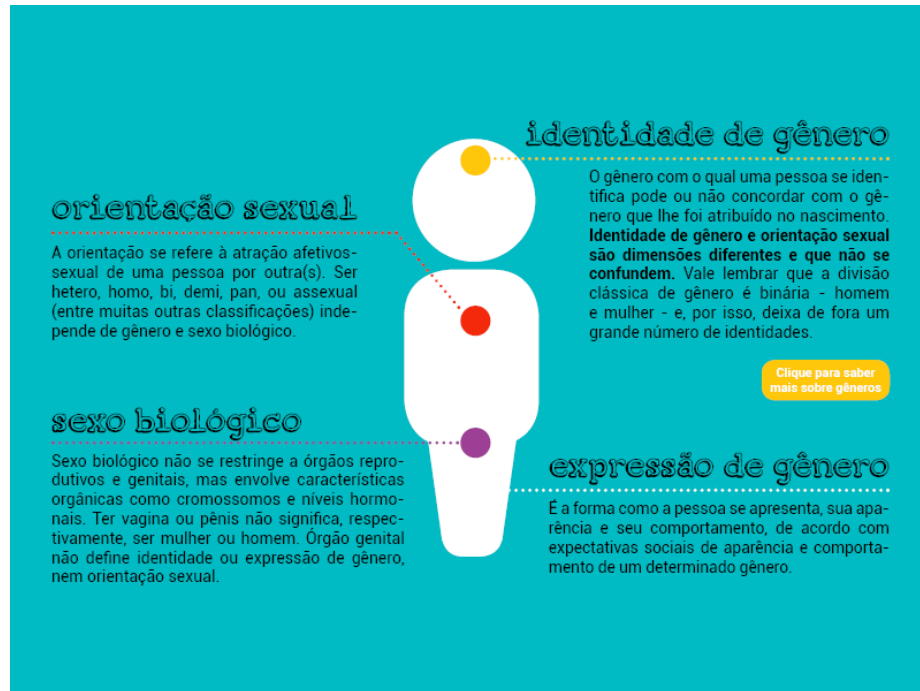 identidade de gênero
O gênero com o qual uma pessoa se iden-
tifica pode ou não concordar com o gê-
nero que lhe foi atribuído no nascimento.
Identidade de gênero e orientação sexual
são dimensões diferentes e que não se
confundem. Vale lembrar que a divisão
clássica de gênero é binária - homem
e mulher - e, por isso, deixa de fora um
grande número de identidades.
Clique para saber
mais sobre gêneros
orientação sexual
A orientação se refere à atração afetivos-
sexual de uma pessoa por outra(s). Ser
hetero, homo, bi, demi, pan, ou assexual
(entre muitas outras classificações) inde-
pende de gênero e sexo biológico.
sexo biológico
Sexo biológico não se restringe a órgãos repro-
dutivos e genitais, mas envolve características
orgânicas como cromossomos e níveis hormo-
nais. Ter vagina ou pênis não significa, respec-
tivamente, ser mulher ou homem. Órgão genital
não define identidade ou expressão de gênero,
nem orientação sexual.
expressão de gênero
É a forma como a pessoa se apresenta, sua apa-
rência e seu comportamento, de acordo com
expectativas sociais de aparência e comporta-
mento de um determinado gênero.